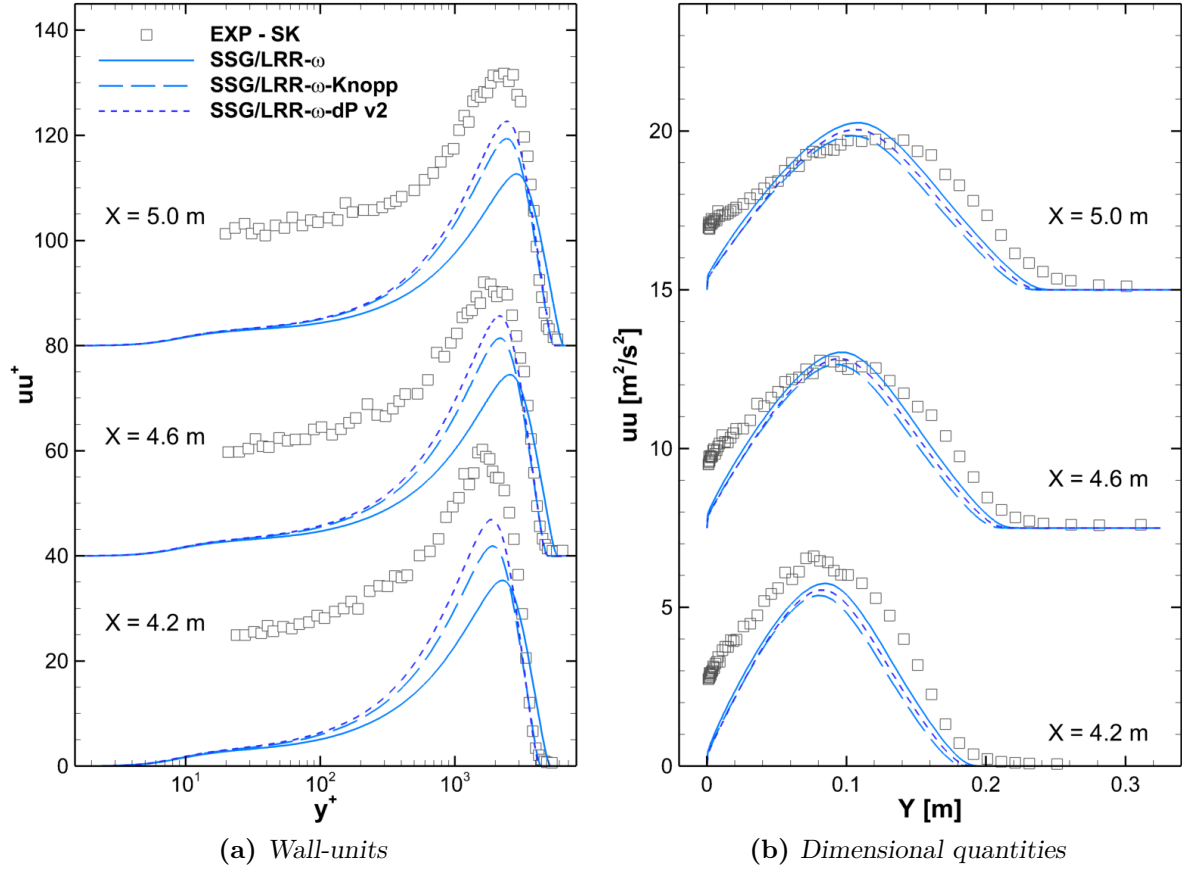 140
120
100
80
60
40
20
0
uu+
EXP - SK
SSG/LRR-ω
SSG/LRR-ω-Knopp
SSG/LRR-ω-dP v2
X = 5.0 m
X = 4.6 m
X = 4.2 m
10¹
10²
10³
y+
(a) Wall-units
20
15
10
5
0
uu [m²/s²]
X = 5.0 m
X = 4.6 m
X = 4.2 m
0
0.1
0.2
0.3
Y [m]
(b) Dimensional quantities